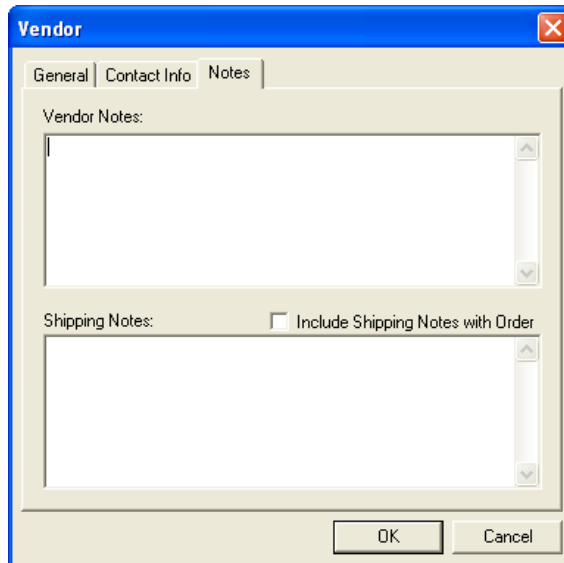 Vendor
General Contact Info Notes
Vendor Notes:
Shipping Notes: Include Shipping Notes with Order
OK Cancel